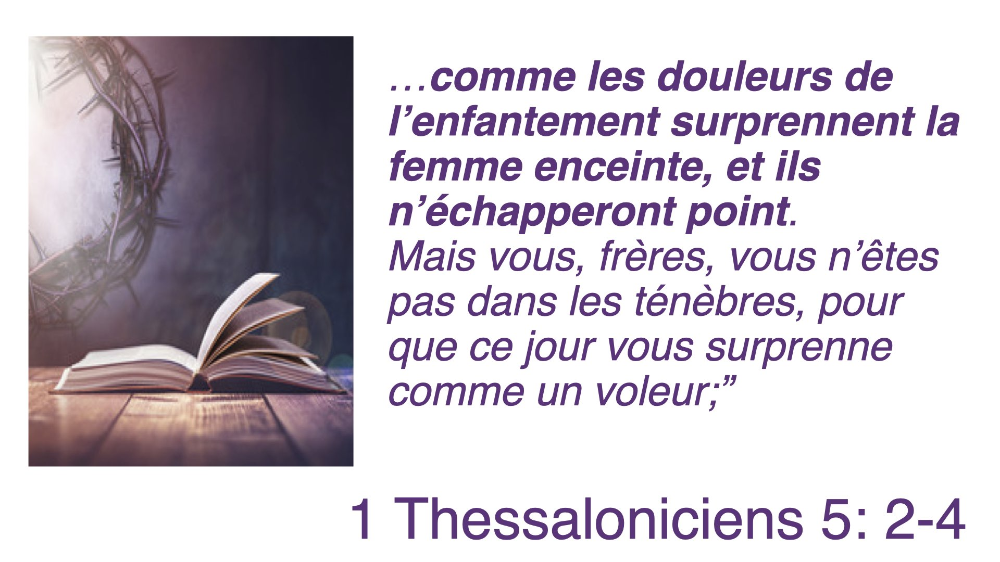 …comme les douleurs de
l’enfantement surprennent la
femme enceinte, et ils
n’échapperont point.
Mais vous, frères, vous n’êtes
pas dans les ténèbres, pour
que ce jour vous surprenne
comme un voleur;”
1 Thessaloniciens 5: 2-4